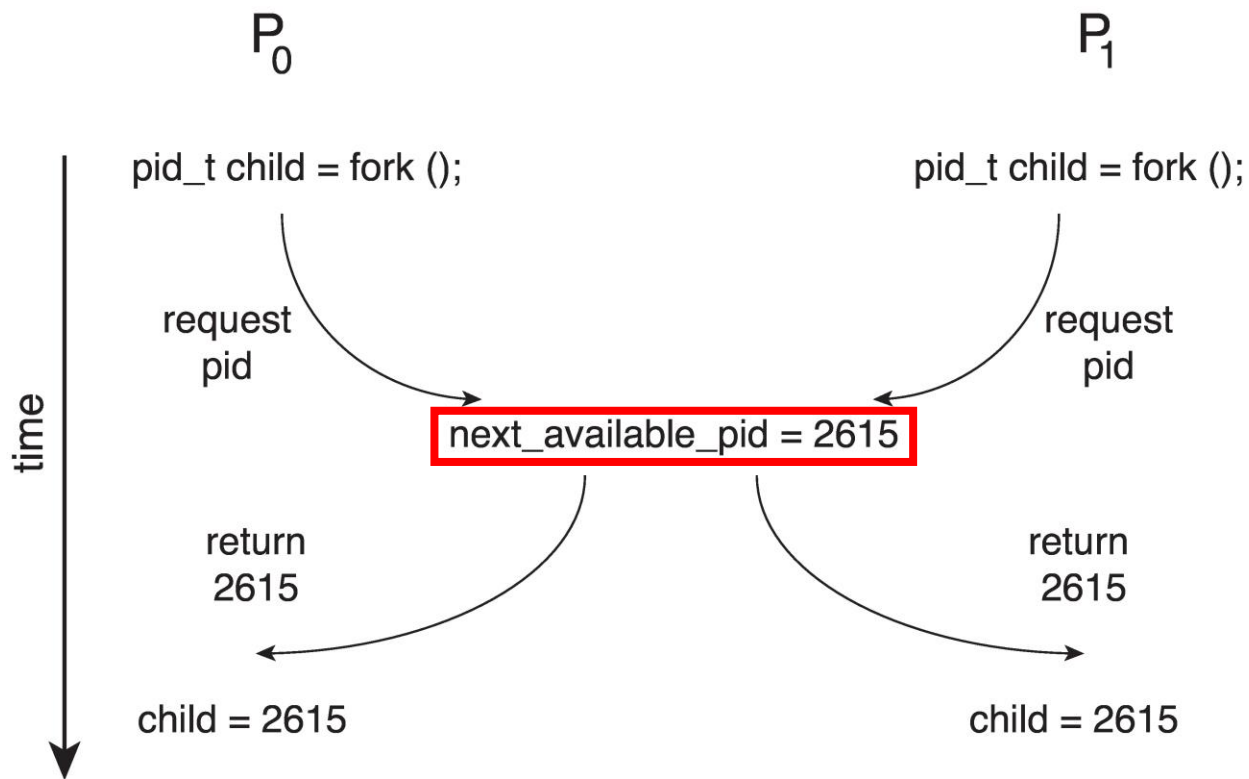 P0
P1
pid_t child = fork ();
pid_t child = fork ();
request
pid
request
pid
time
next_available_pid = 2615
return
2615
return
2615
child = 2615
child = 2615